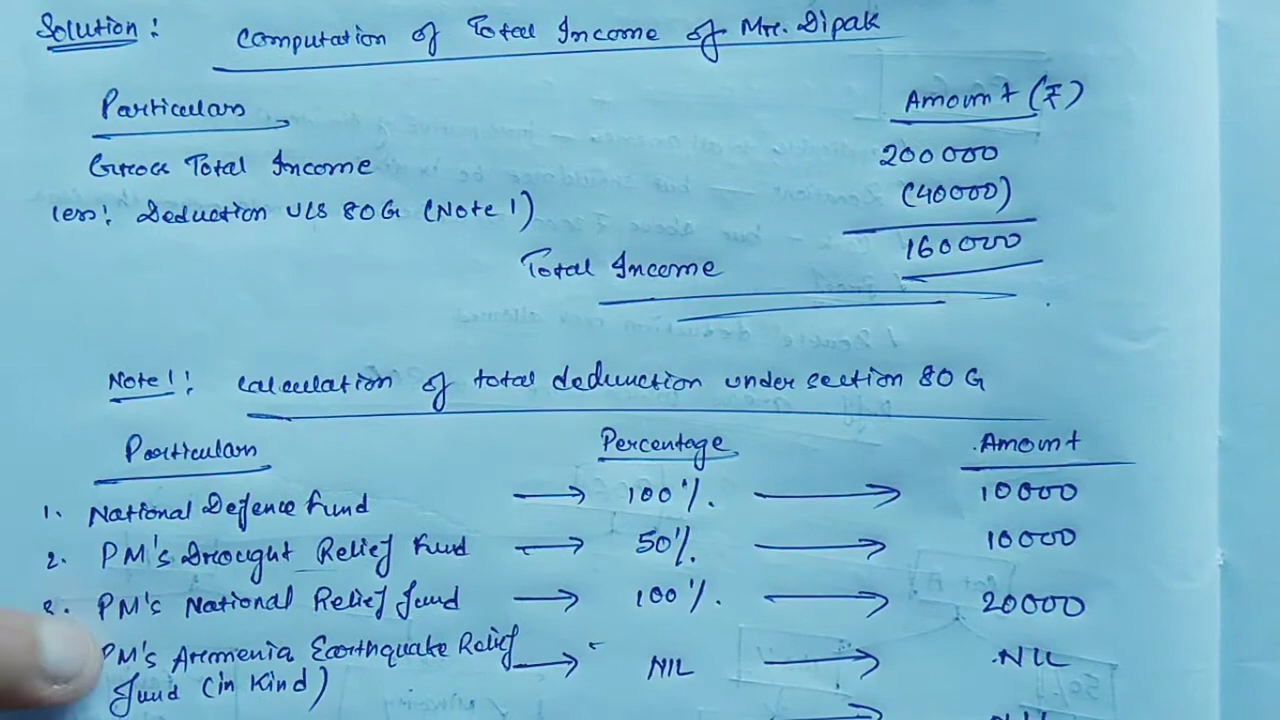 Solution: Computation of Total Income of Mr. Dipak
Particulars Amount (₹)
Gross Total Income 200000
less: Deduction U/S 80G (Note 1) (40000)
Total Income 160000
Note 1: Calculation of total dedunction under section 80 G
Particulars Percentage Amount
1. National Defence fund → 100% → 10000
2. PM's Drought Relief fund → 50% → 10000
3. PM's National Relief fund → 100% → 20000
PM's Armenia Earthquake Relief
fund (in Kind) → NIL → NIL